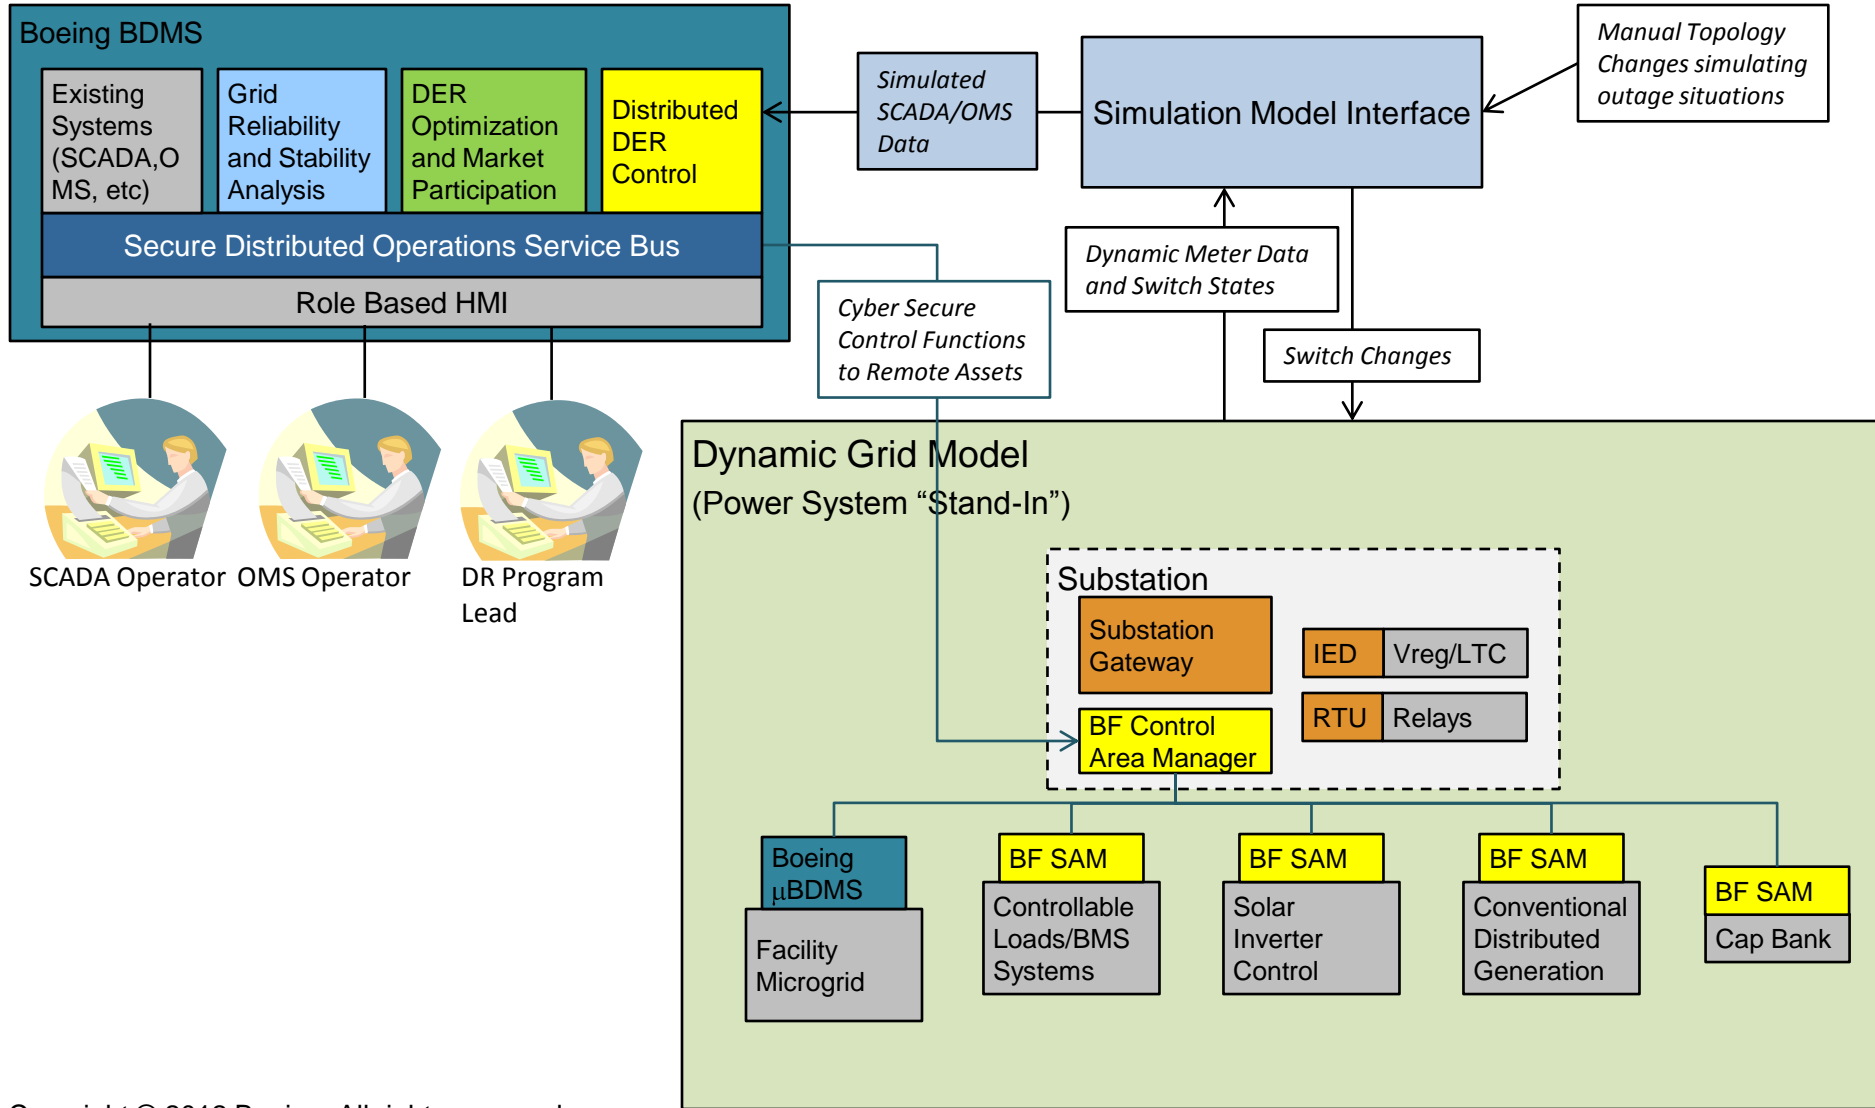 Boeing BDMS
Existing
Systems
(SCADA,O
MS, etc)
Grid
Reliability
and Stability
Analysis
DER
Optimization
and Market
Participation
Distributed
DER
Control
Secure Distributed Operations Service Bus
Role Based HMI
Simulated
SCADA/OMS
Data
Simulation Model Interface
Manual Topology
Changes simulating
outage situations
Dynamic Meter Data
and Switch States
Cyber Secure
Control Functions
to Remote Assets
Switch Changes
SCADA Operator
OMS Operator
DR Program
Lead
Dynamic Grid Model
(Power System “Stand-In”)
Substation
Substation
Gateway
IED
Vreg/LTC
RTU
Relays
BF Control
Area Manager
Boeing
µBDMS
Facility
Microgrid
BF SAM
Controllable
Loads/BMS
Systems
BF SAM
Solar
Inverter
Control
BF SAM
Conventional
Distributed
Generation
BF SAM
Cap Bank